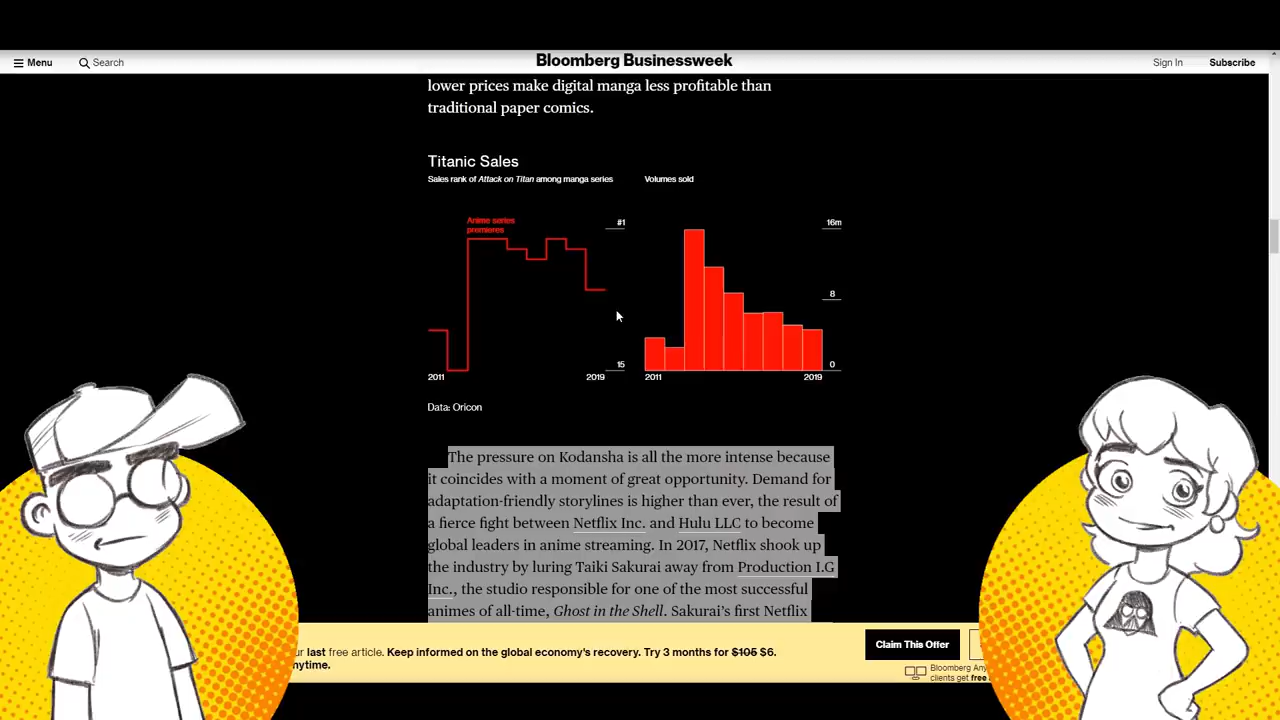 Menu
Search
Bloomberg Businessweek
Sign In
Subscribe
lower prices make digital manga less profitable than
traditional paper comics.
Titanic Sales
Sales rank of Attack on Titan among manga series
Volumes sold
Anime series
premieres
#1
15
2011
2019
16m
8
0
2011
2019
Data: Oricon
The pressure on Kodansha is all the more intense because
it coincides with a moment of great opportunity. Demand for
adaptation-friendly storylines is higher than ever, the result of
a fierce fight between Netflix Inc. and Hulu LLC to become
global leaders in anime streaming. In 2017, Netflix shook up
the industry by luring Taiki Sakurai away from Production I.G
Inc., the studio responsible for one of the most successful
animes of all-time, Ghost in the Shell. Sakurai's first Netflix
last free article. Keep informed on the global economy's recovery. Try 3 months for $105 $6.
Claim This Offer
Bloomberg
clients get free